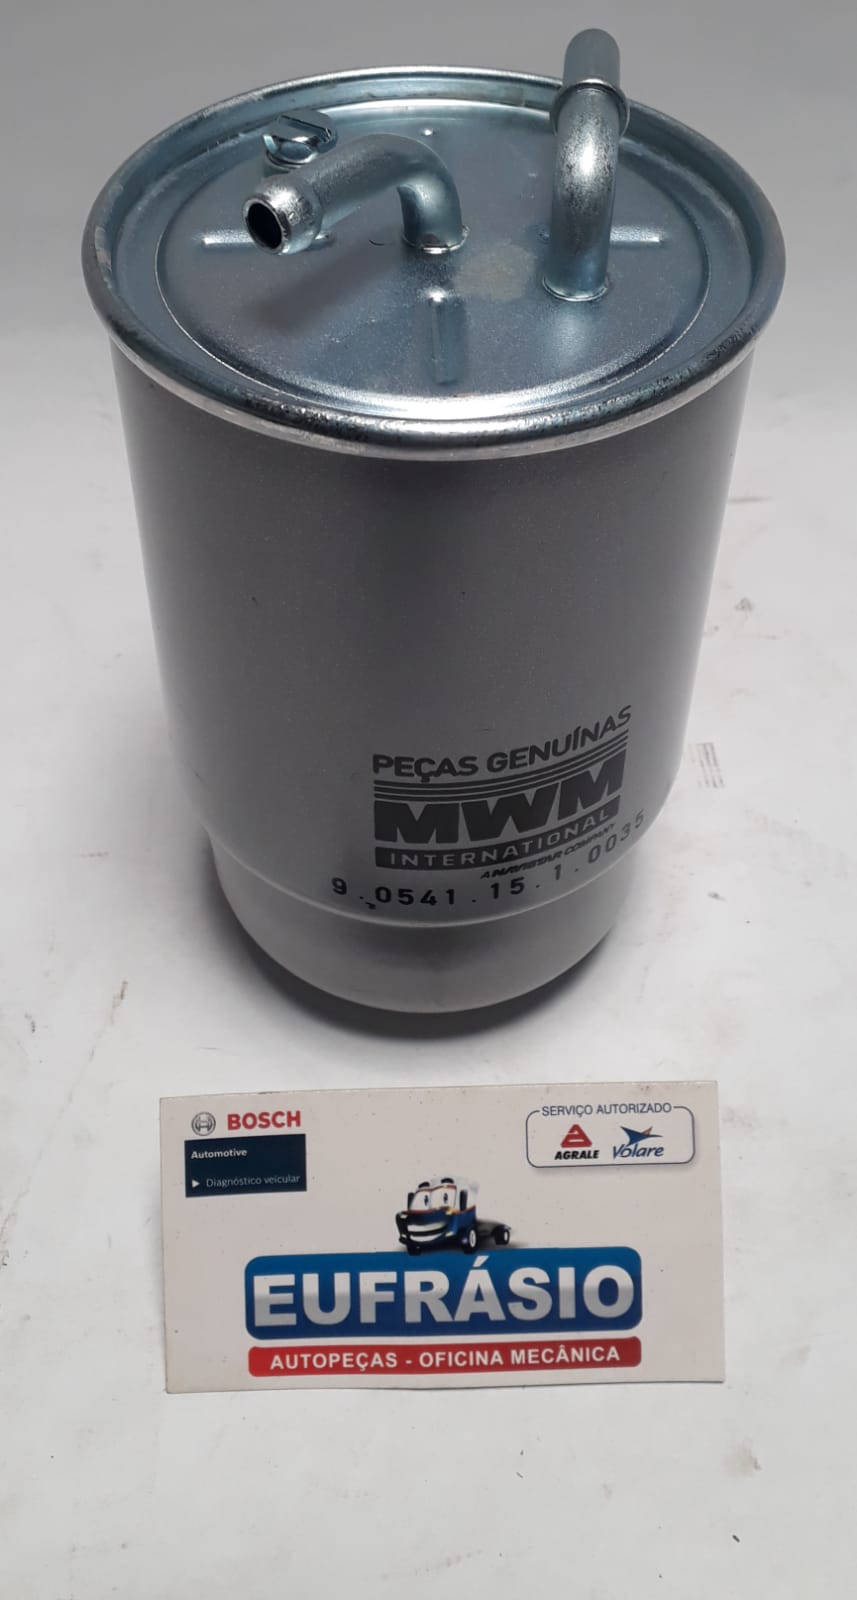 PEÇAS GENUÍNAS
MWM
INTERNATIONAL
A NAVISTAR COMPANY
9.0541.15.1.0035
BOSCH
Automotive
Diagnóstico veicular
SERVIÇO AUTORIZADO
AGRALE Volare
EUFRÁSIO
AUTOPEÇAS - OFICINA MECÂNICA